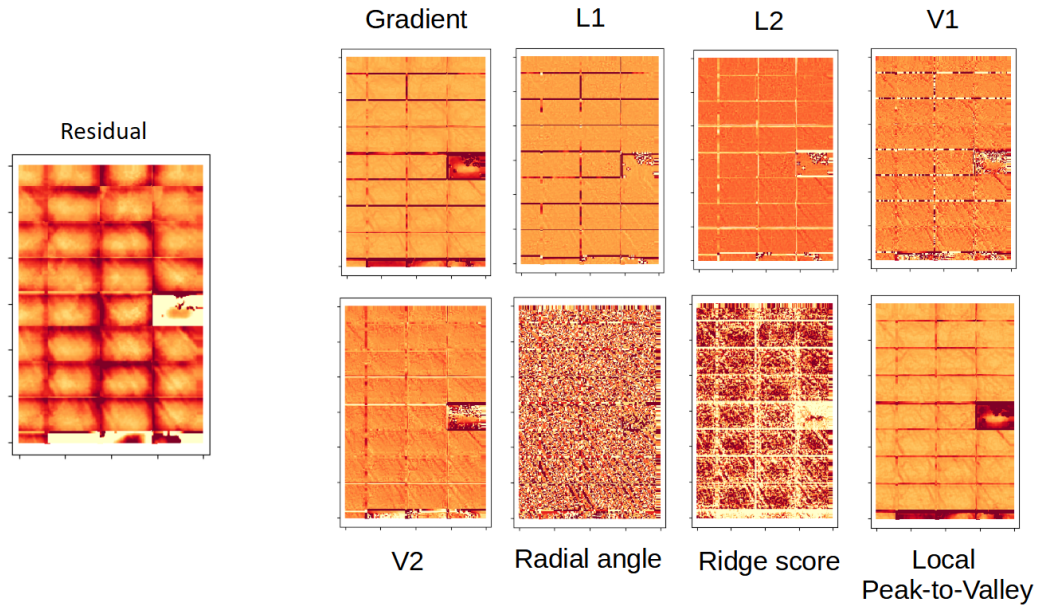 Gradient
L1
L2
V1
Residual
V2
Radial angle
Ridge score
Local
Peak-to-Valley